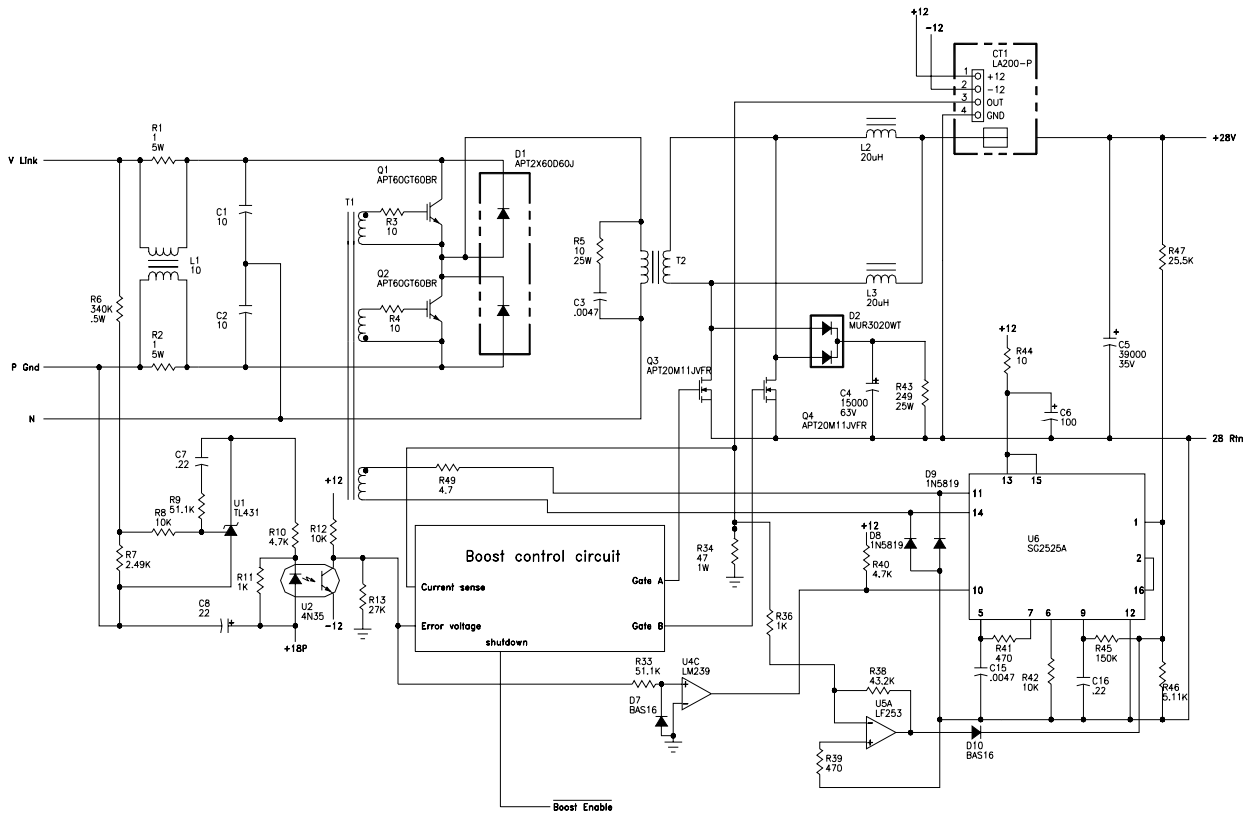 +12
-12
CT1
LA200-P
1
+12
2
-12
3
OUT
4
GND
R1
1
5W
V Link
D1
APT2X60D60J
Q1
APT60GT60BR
L2
20uH
+28V
C1
10
T1
R3
10
R5
10
25W
T2
R47
25.5K
L1
10
Q2
APT60GT60BR
R6
340K
.5W
C2
10
R4
10
C3
.0047
L3
20uH
D2
MUR3020WT
R2
1
5W
P Gnd
+12
R44
10
C5
+
39000
35V
Q3
APT20M11JVFR
C4
+
15000
63V
R43
249
25W
Q4
APT20M11JVFR
N
C6
+
100
28 Rtn
C7
.22
R49
4.7
D9
1N5819
13
15
+12
R9
51.1K
R8
10K
U1
TL431
11
14
1
R10
4.7K
R12
10K
Boost control circuit
+12
D8
1N5819
U6
SG2525A
R7
2.49K
R11
1K
R34
47
1W
R40
4.7K
2
Gate A
Current sense
10
16
C8
22
+
U2
4N35
R13
27K
-12
Error voltage
Gate B
R36
1K
5
7
6
9
12
+18P
shutdown
R41
470
R45
150K
R33
51.1K
U4C
LM239
+
-
R38
43.2K
C15
.0047
R42
10K
C16
.22
R46
5.11K
D7
BAS16
U5A
LF253
-
+
D10
BAS16
R39
470
Boost Enable